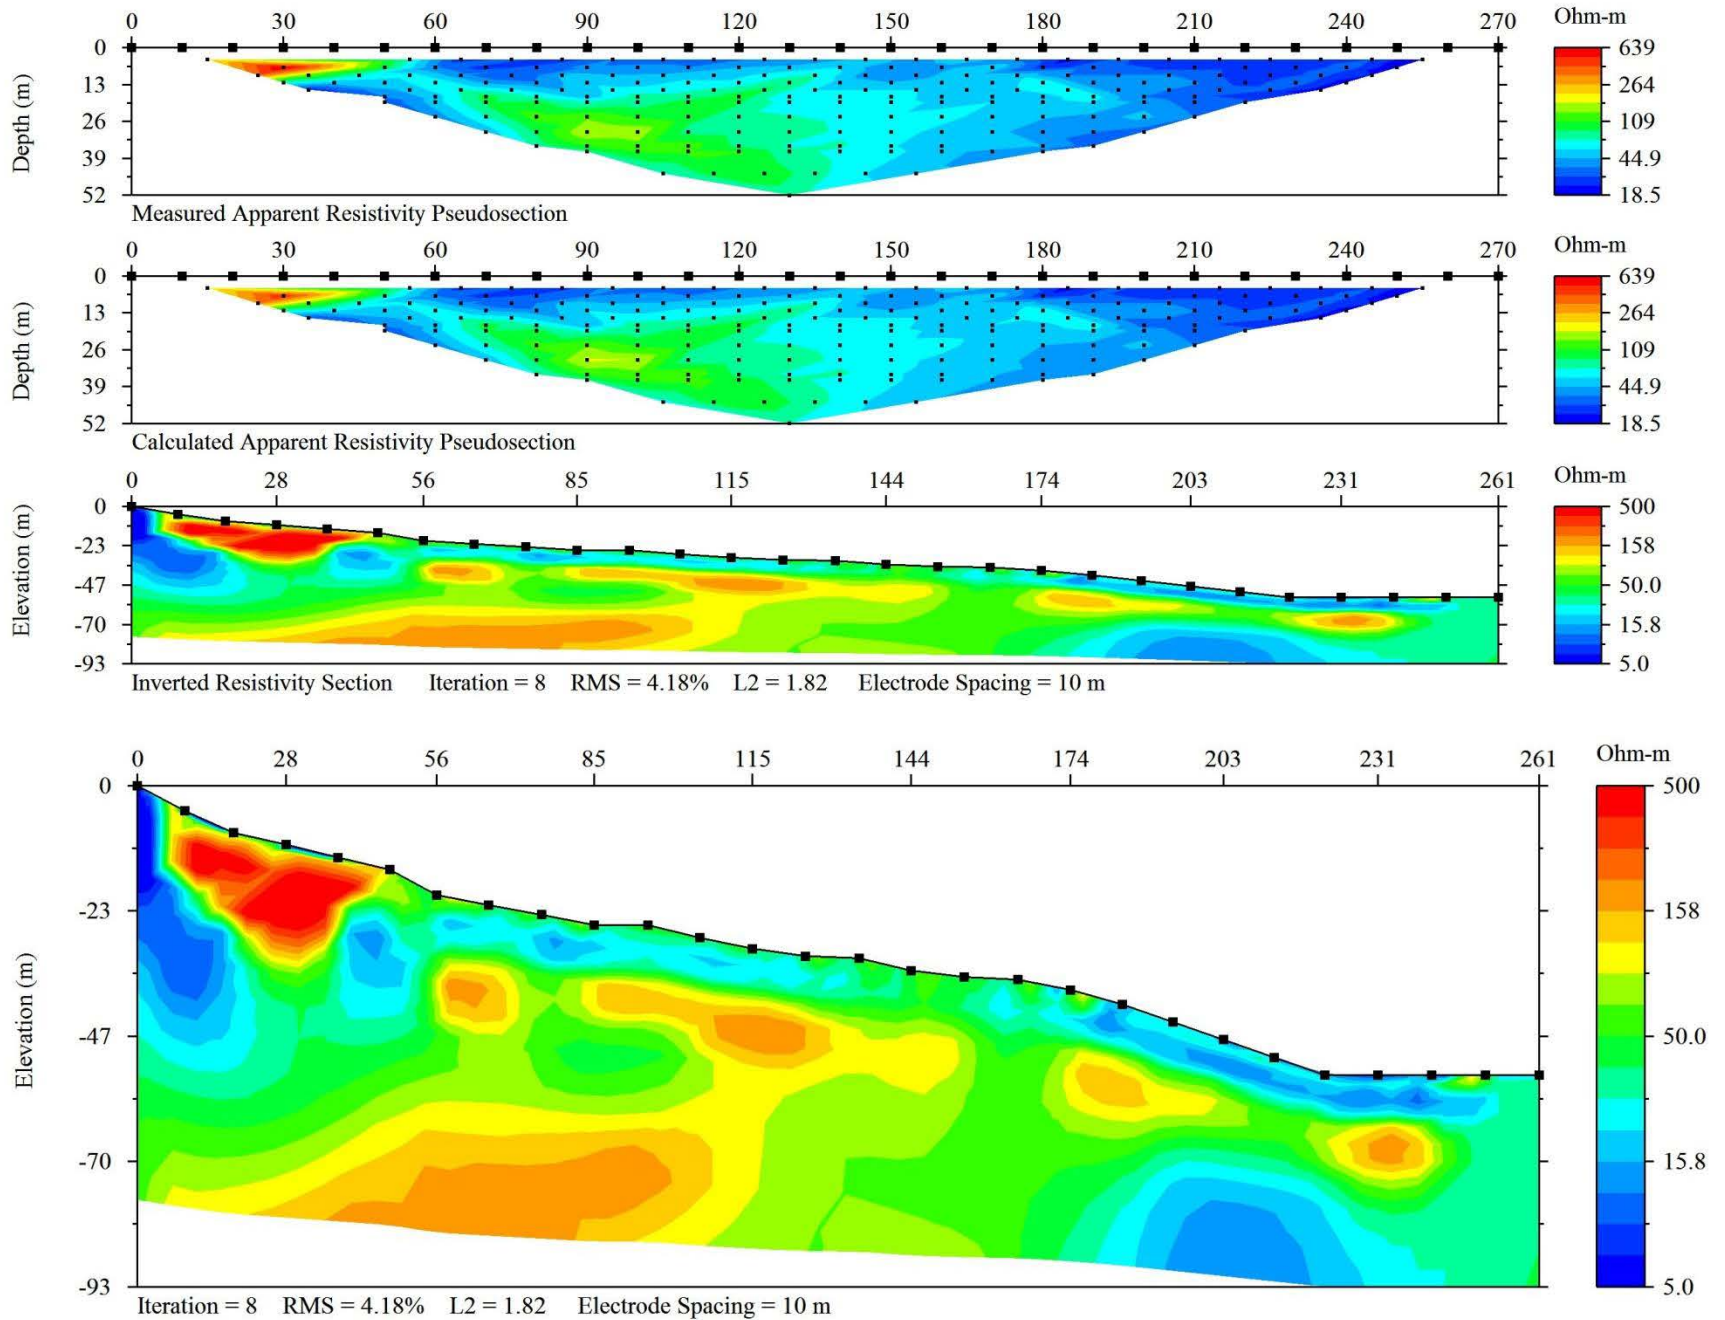 0 30 60 90 120 150 180 210 240 270 Ohm-m
Depth (m)
0 13 26 39 52
639 264 109 44.9 18.5
Measured Apparent Resistivity Pseudosection
0 30 60 90 120 150 180 210 240 270 Ohm-m
Depth (m)
0 13 26 39 52
639 264 109 44.9 18.5
Calculated Apparent Resistivity Pseudosection
0 28 56 85 115 144 174 203 231 261 Ohm-m
Elevation (m)
0 -23 -47 -70 -93
500 158 50.0 15.8 5.0
Inverted Resistivity Section Iteration = 8 RMS = 4.18% L2 = 1.82 Electrode Spacing = 10 m
0 28 56 85 115 144 174 203 231 261 Ohm-m
Elevation (m)
0 -23 -47 -70 -93
500 158 50.0 15.8 5.0
Iteration = 8 RMS = 4.18% L2 = 1.82 Electrode Spacing = 10 m